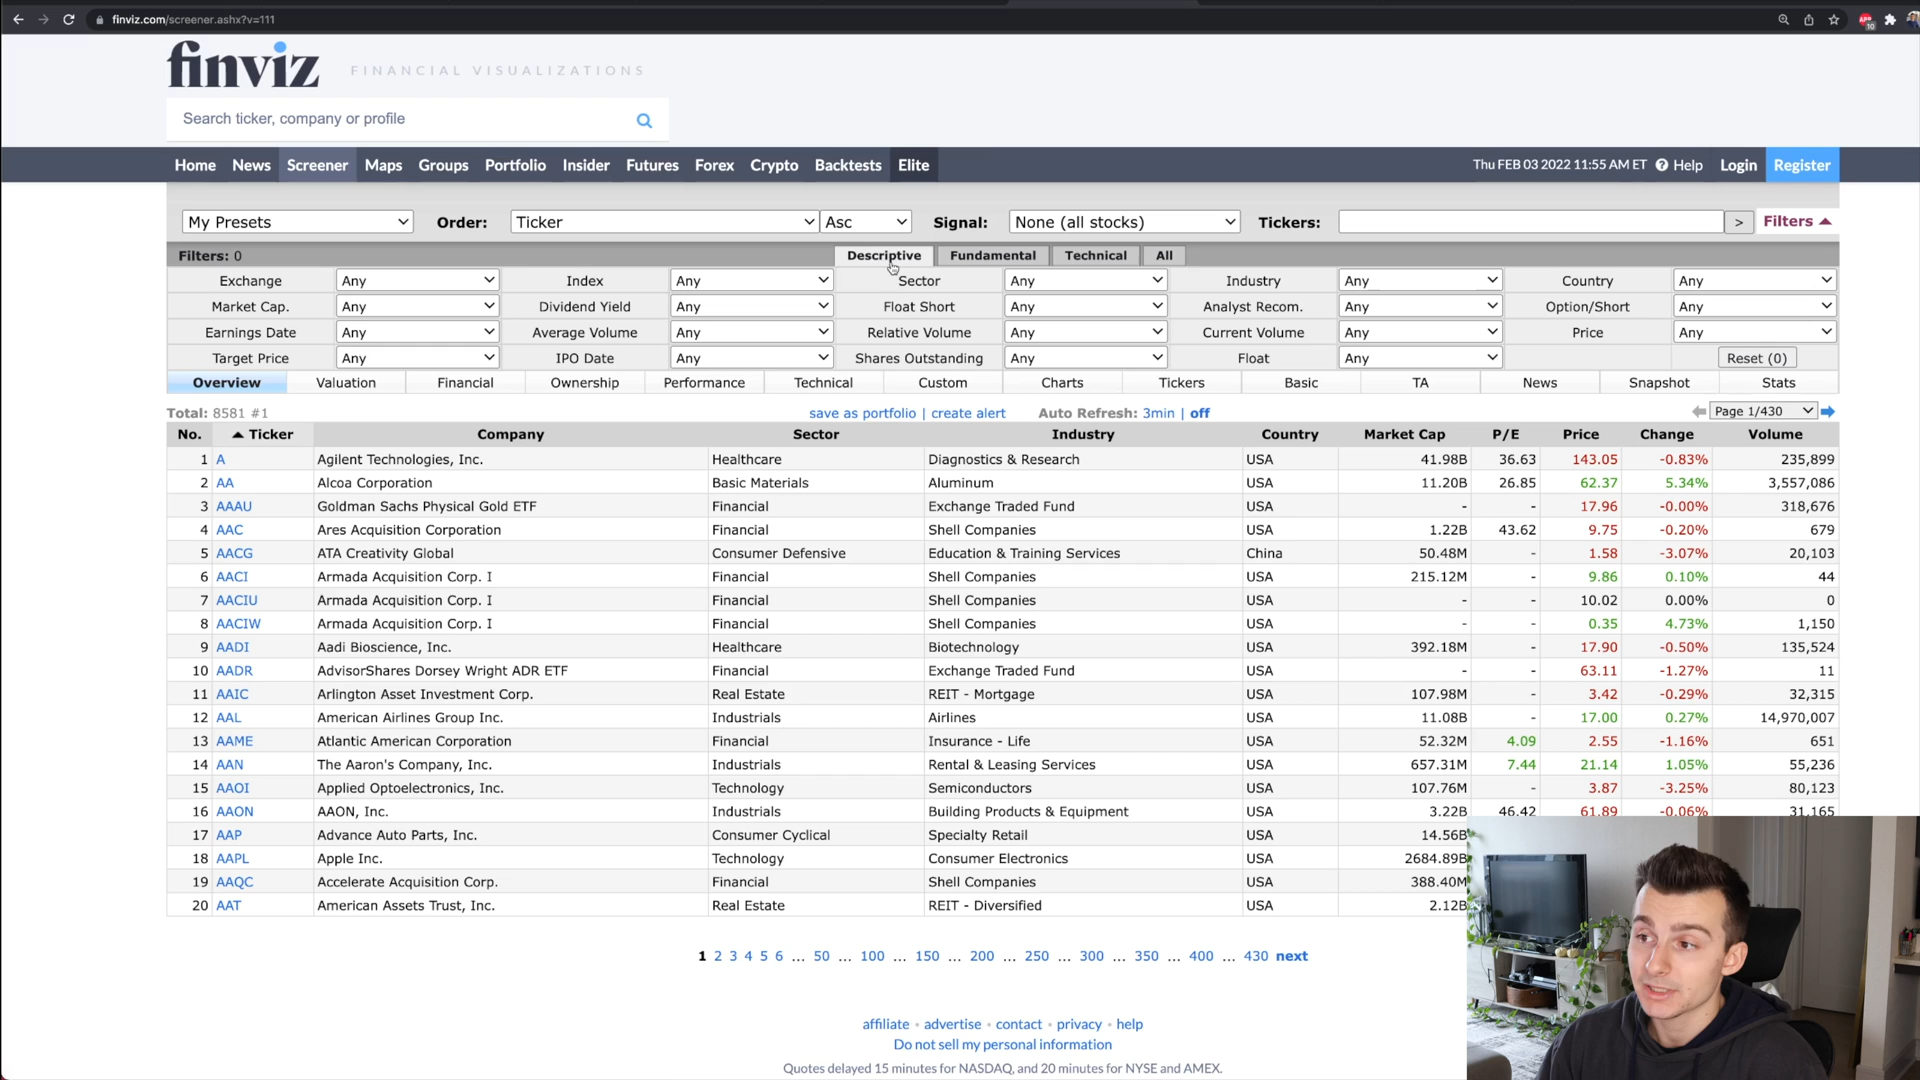 finviz.com/screener.ashx?v=111
finviz FINANCIAL VISUALIZATIONS
Search ticker, company or profile
Home News Screener Maps Groups Portfolio Insider Futures Forex Crypto Backtests Elite Thu FEB 03 2022 11:55 AM ET Help Login Register
My Presets Order: Ticker Asc Signal: None (all stocks) Tickers: > Filters
Filters: 0 Descriptive Fundamental Technical All
Exchange Any Index Any Sector Any Industry Any Country Any
Market Cap. Any Dividend Yield Any Float Short Any Analyst Recom. Any Option/Short Any
Earnings Date Any Average Volume Any Relative Volume Any Current Volume Any Price Any
Target Price Any IPO Date Any Shares Outstanding Any Float Any Reset (0)
Overview Valuation Financial Ownership Performance Technical Custom Charts Tickers Basic TA News Snapshot Stats
Total: 8581 #1 save as portfolio | create alert Auto Refresh: 3min | off Page 1/430
No. Ticker Company Sector Industry Country Market Cap P/E Price Change Volume
1 A Agilent Technologies, Inc. Healthcare Diagnostics & Research USA 41.98B 36.63 143.05 -0.83% 235,899
2 AA Alcoa Corporation Basic Materials Aluminum USA 11.20B 26.85 62.37 5.34% 3,557,086
3 AAAU Goldman Sachs Physical Gold ETF Financial Exchange Traded Fund USA - - 17.96 -0.00% 318,676
4 AAC Ares Acquisition Corporation Financial Shell Companies USA 1.22B 43.62 9.75 -0.20% 679
5 AACG ATA Creativity Global Consumer Defensive Education & Training Services China 50.48M - 1.58 -3.07% 20,103
6 AACI Armada Acquisition Corp. I Financial Shell Companies USA 215.12M - 9.86 0.10% 44
7 AACIU Armada Acquisition Corp. I Financial Shell Companies USA - - 10.02 0.00% 0
8 AACIW Armada Acquisition Corp. I Financial Shell Companies USA - - 0.35 4.73% 1,150
9 AADI Aadi Bioscience, Inc. Healthcare Biotechnology USA 392.18M - 17.90 -0.50% 135,524
10 AADR AdvisorShares Dorsey Wright ADR ETF Financial Exchange Traded Fund USA - - 63.11 -1.27% 11
11 AAIC Arlington Asset Investment Corp. Real Estate REIT - Mortgage USA 107.98M - 3.42 -0.29% 32,315
12 AAL American Airlines Group Inc. Industrials Airlines USA 11.08B - 17.00 0.27% 14,970,007
13 AAME Atlantic American Corporation Financial Insurance - Life USA 52.32M 4.09 2.55 -1.16% 651
14 AAN The Aaron's Company, Inc. Industrials Rental & Leasing Services USA 657.31M 7.44 21.14 1.05% 55,236
15 AAOI Applied Optoelectronics, Inc. Technology Semiconductors USA 107.76M - 3.87 -3.25% 80,123
16 AAON AAON, Inc. Industrials Building Products & Equipment USA 3.22B 46.42 61.89 -0.06% 31,165
17 AAP Advance Auto Parts, Inc. Consumer Cyclical Specialty Retail USA 14.56B
18 AAPL Apple Inc. Technology Consumer Electronics USA 2684.89B
19 AAQC Accelerate Acquisition Corp. Financial Shell Companies USA 388.40M
20 AAT American Assets Trust, Inc. Real Estate REIT - Diversified USA 2.12B
1 2 3 4 5 6 ... 50 ... 100 ... 150 ... 200 ... 250 ... 300 ... 350 ... 400 ... 430 next
affiliate • advertise • contact • privacy • help
Do not sell my personal information
Quotes delayed 15 minutes for NASDAQ, and 20 minutes for NYSE and AMEX.